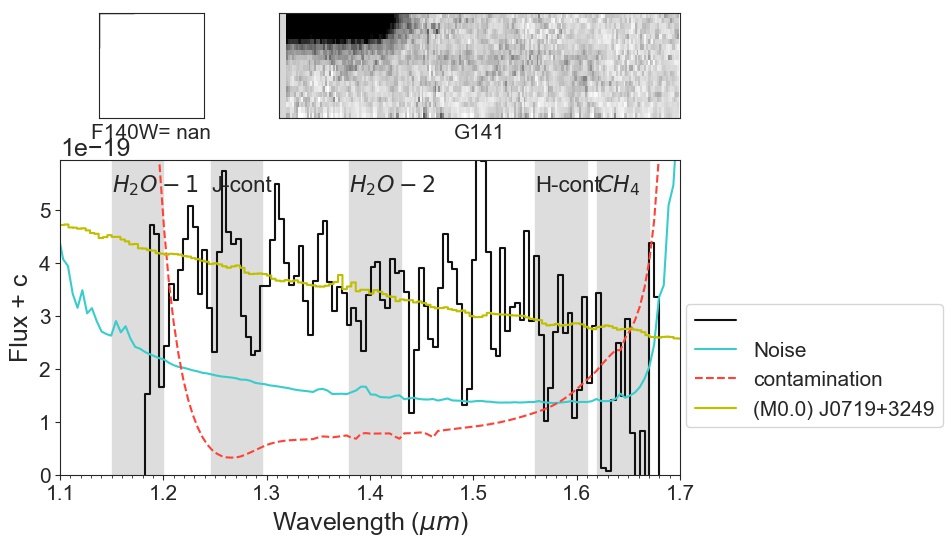 F140W= nan
G141
1e−19
H₂O − 1
J-cont
H₂O − 2
H-cont
CH₄
5
4
3
2
1
0
1.1
1.2
1.3
1.4
1.5
1.6
1.7
Flux + c
Wavelength (μm)
Noise
contamination
(M0.0) J0719+3249